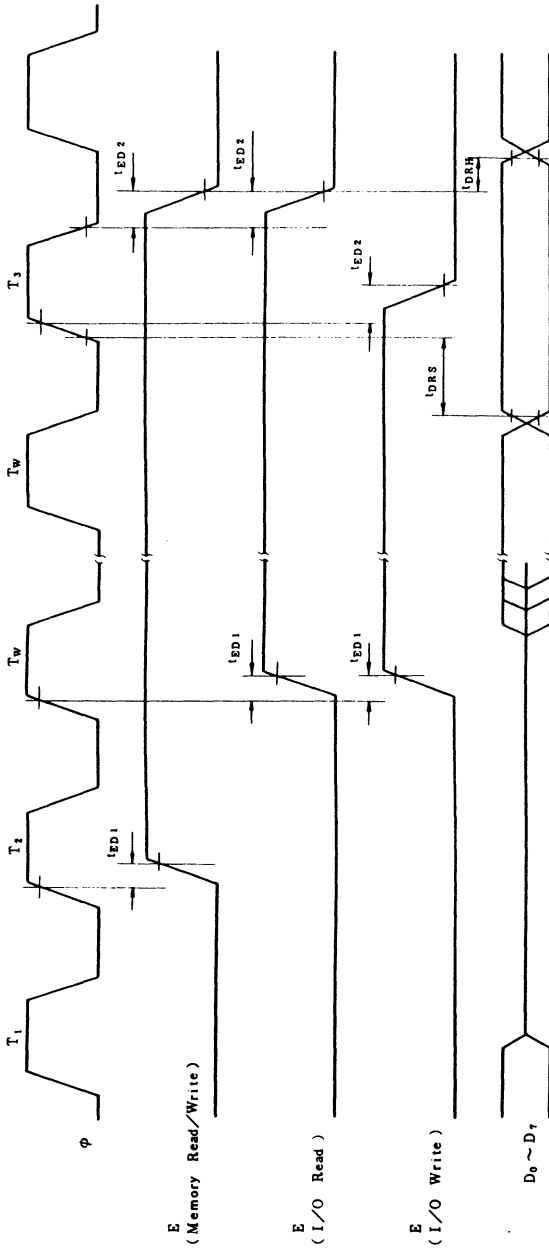 T1 T2 TW TW T3
φ
tED1 tED2
E
( Memory Read/Write )
tED1 tED2
E
( I/O Read )
tED1 tED2
E
( I/O Write )
tDRS tDRH
D0 ~ D7